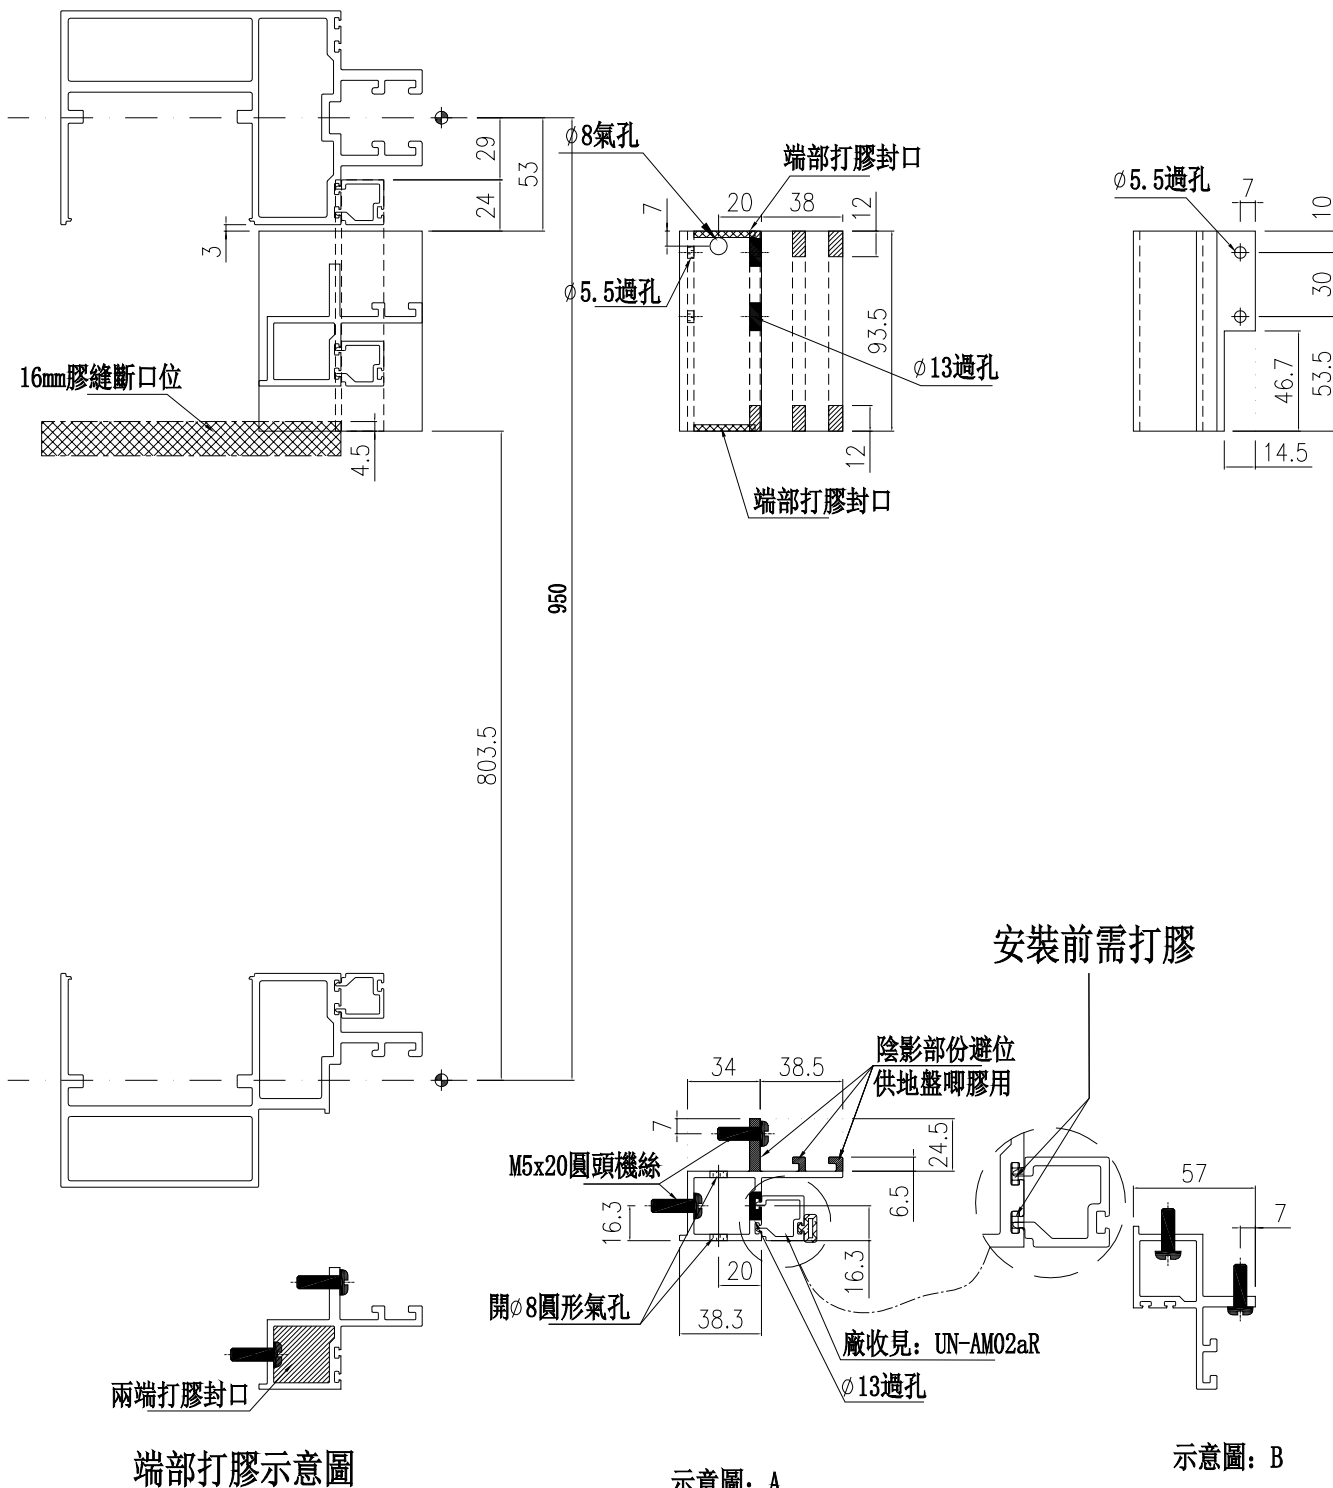 29
53
24
3
16mm膠縫斷口位
4.5
950
803.5
∅8氣孔
端部打膠封口
7
20
38
12
∅5.5過孔
93.5
∅13過孔
12
端部打膠封口
∅5.5過孔
7
10
30
46.7
53.5
14.5
安裝前需打膠
陰影部份避位
供地盤唧膠用
34
38.5
7
24.5
M5x20圓頭機絲
6.5
16.3
16.3
20
開∅8圓形氣孔
38.3
廠收見：UN-AM02aR
∅13過孔
57
7
兩端打膠封口
端部打膠示意圖
示意圖：A
示意圖：B